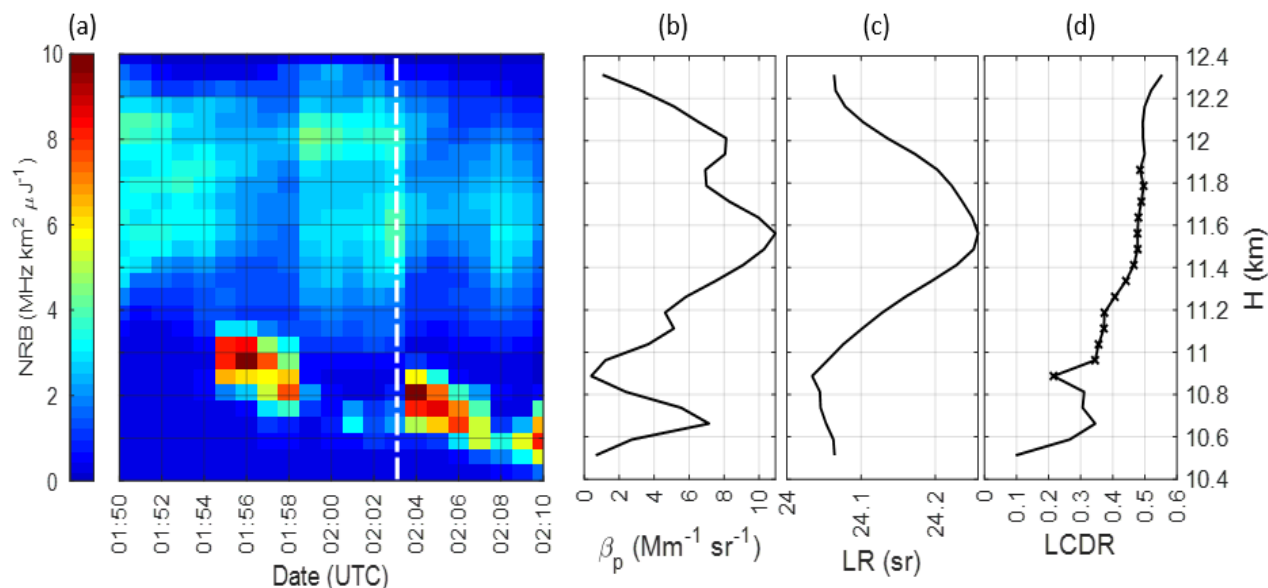 (a) (b) (c) (d)
NRB (MHz km² μ J⁻¹)
10
8
6
4
2
0
01:50 01:52 01:54 01:56 01:58 02:00 02:02 02:04 02:06 02:08 02:10
Date (UTC)
0 2 4 6 8 10
βp (Mm⁻¹ sr⁻¹)
24 24.1 24.2
LR (sr)
0 0.1 0.2 0.3 0.4 0.5 0.6
LCDR
12.4
12.2
12
11.8
11.6
11.4
11.2
11
10.8
10.6
10.4
H (km)